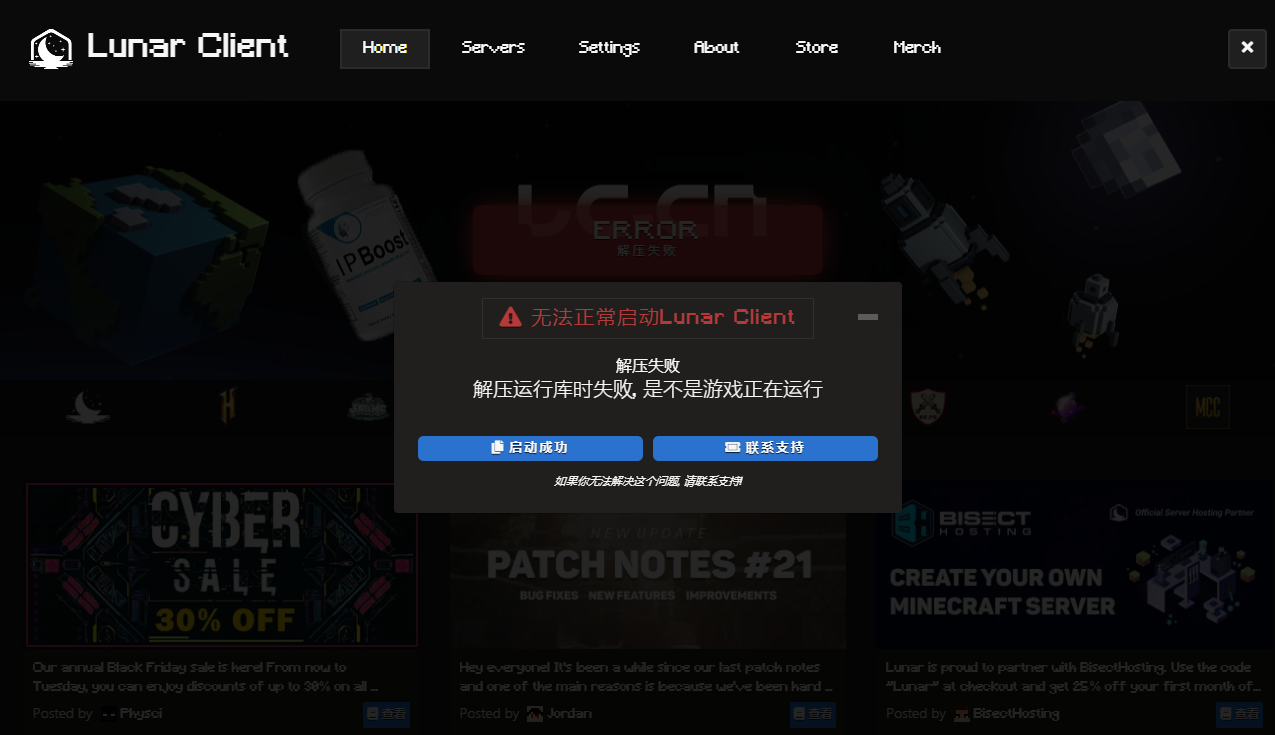 Lunar Client
Home
Servers
Settings
About
Store
Merch
LC.CN
ERROR
解压失败
IPBoost
无法正常启动Lunar Client
解压失败
解压运行库时失败, 是不是游戏正在运行
启动成功
联系支持
如果你无法解决这个问题, 请联系支持!
MCC
CYBER
SALE
30% OFF
NEW UPDATE
PATCH NOTES #21
BUG FIXES NEW FEATURES IMPROVEMENTS
BISECT
HOSTING
Official Server Hosting Partner
CREATE YOUR OWN
MINECRAFT SERVER
Our annual Black Friday sale is here! From now to
Tuesday, you can enjoy discounts of up to 30% on all ...
Posted by Physci
查看
Hey everyone! It's been a while since our last patch notes
and one of the main reasons is because we've been hard ...
Posted by Jordan
查看
Lunar is proud to partner with BisectHosting. Use the code
"Lunar" at checkout and get 25% off your first month of...
Posted by BisectHosting
查看